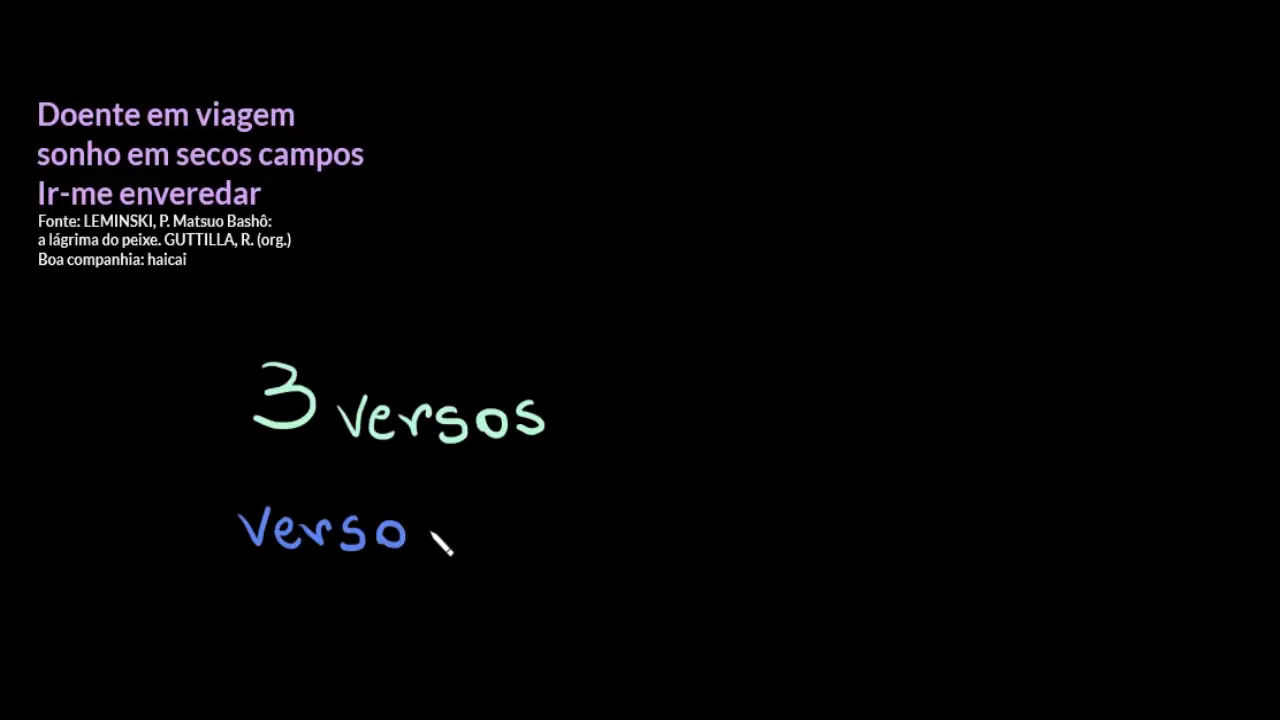 Doente em viagem
sonho em secos campos
Ir-me enveredar
Fonte: LEMINSKI, P. Matsuo Bashô:
a lágrima do peixe. GUTTILLA, R. (org.)
Boa companhia: haicai
3 versos
verso